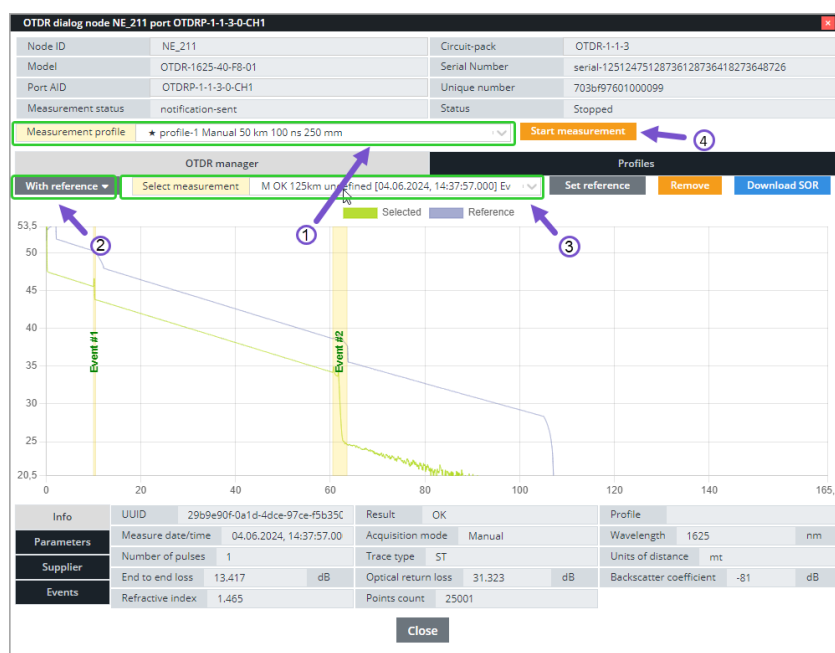 OTDR dialog node NE_211 port OTDRP-1-1-3-0-CH1
Node ID NE_211 Circuit-pack OTDR-1-1-3
Model OTDR-1625-40-F8-01 Serial Number serial-125124751287361287364182736 48726
Port AID OTDRP-1-1-3-0-CH1 Unique number 703bf97601000099
Measurement status notification-sent Status Stopped
Measurement profile ★ profile-1 Manual 50 km 100 ns 250 mm Start measurement
4
OTDR manager Profiles
With reference Select measurement M OK 125km undefined [04.06.2024, 14:37:57.000] Ev Set reference Remove Download SOR
Selected Reference
1
2
3
53,5
50
45
40
35
30
25
20,5
Event #1
Event #2
0 20 40 60 80 100 120 140 165,
Info UUID 29b9e90f-0a1d-4dce-97ce-f5b35C Result OK Profile
Parameters Measure date/time 04.06.2024, 14:37:57.00 Acquisition mode Manual Wavelength 1625 nm
Number of pulses 1 Trace type ST Units of distance mt
Supplier End to end loss 13.417 dB Optical return loss 31.323 dB Backscatter coefficient -81 dB
Events Refractive index 1.465 Points count 25001
Close